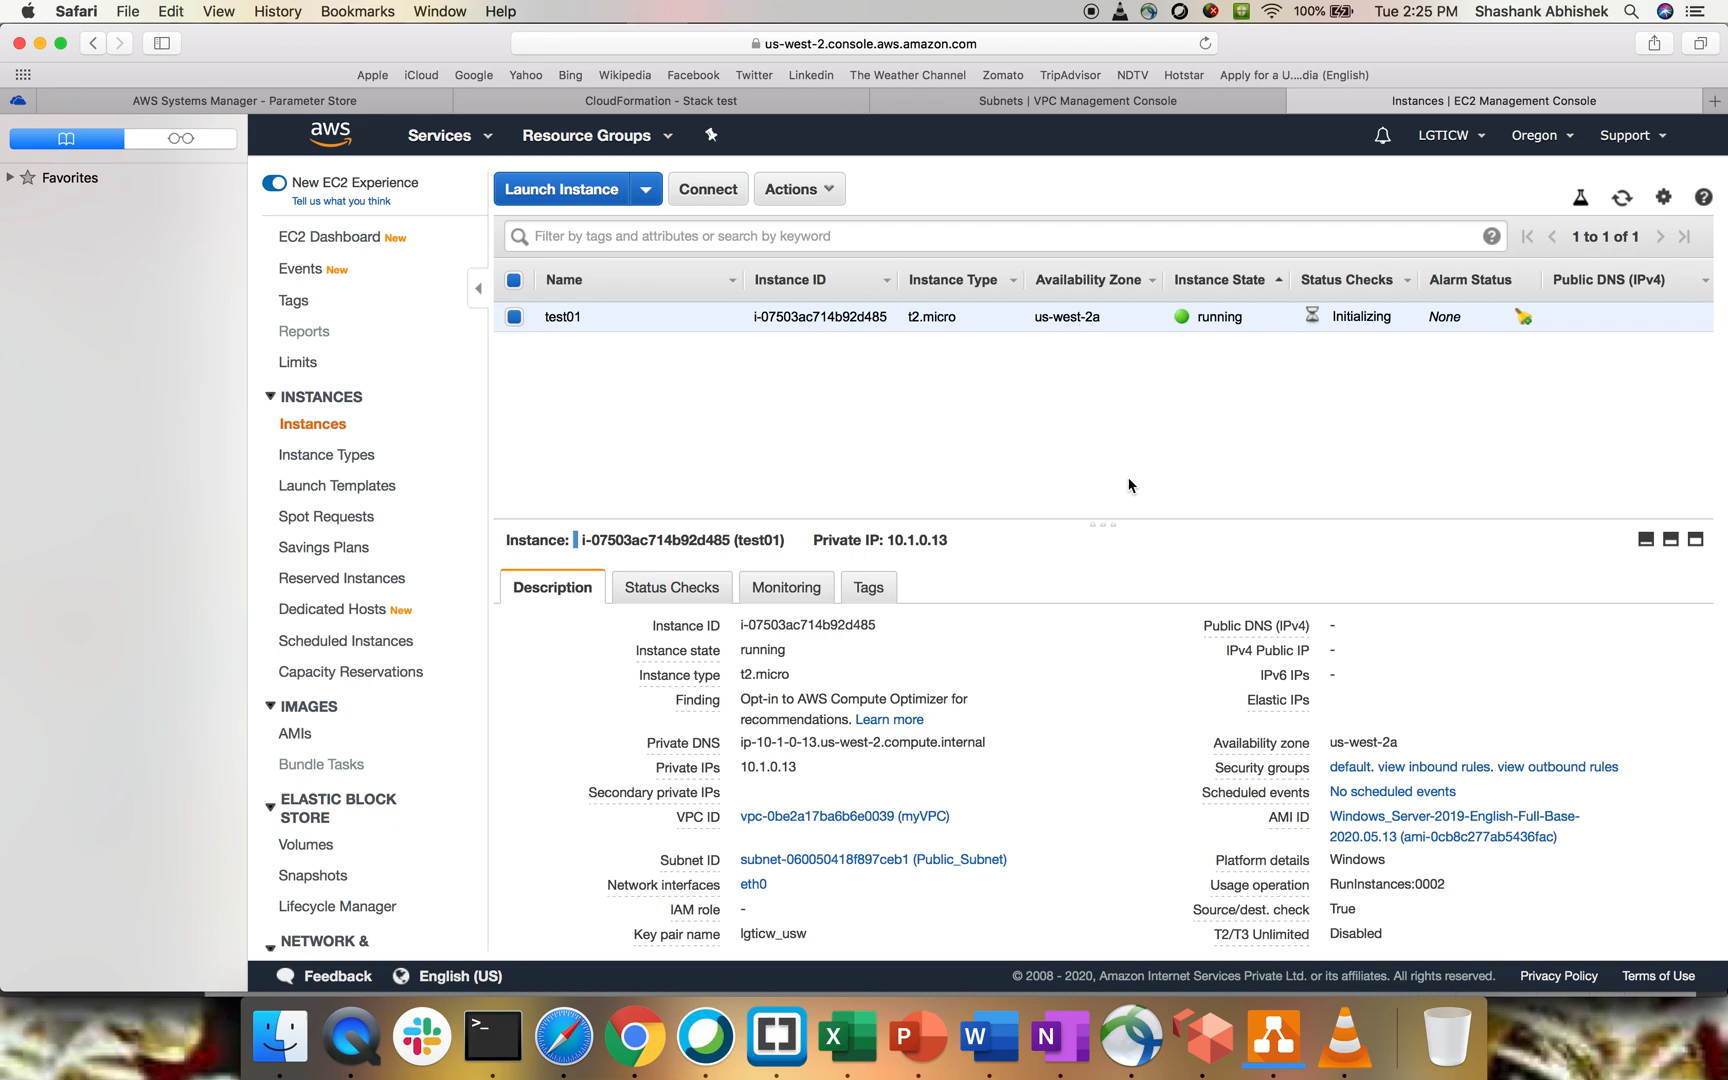 Safari File Edit View History Bookmarks Window Help 100% Tue 2:25 PM Shashank Abhishek
us-west-2.console.aws.amazon.com
Apple iCloud Google Yahoo Bing Wikipedia Facebook Twitter Linkedin The Weather Channel Zomato TripAdvisor NDTV Hotstar Apply for a U....dia (English)
AWS Systems Manager - Parameter Store CloudFormation - Stack test Subnets | VPC Management Console Instances | EC2 Management Console
aws Services Resource Groups LGTICW Oregon Support
Favorites
New EC2 Experience
Tell us what you think
EC2 Dashboard New
Events New
Tags
Reports
Limits
INSTANCES
Instances
Instance Types
Launch Templates
Spot Requests
Savings Plans
Reserved Instances
Dedicated Hosts New
Scheduled Instances
Capacity Reservations
IMAGES
AMIs
Bundle Tasks
ELASTIC BLOCK
STORE
Volumes
Snapshots
Lifecycle Manager
NETWORK &
Launch Instance Connect Actions
Filter by tags and attributes or search by keyword 1 to 1 of 1
Name Instance ID Instance Type Availability Zone Instance State Status Checks Alarm Status Public DNS (IPv4)
test01 i-07503ac714b92d485 t2.micro us-west-2a running Initializing None
Instance: i-07503ac714b92d485 (test01) Private IP: 10.1.0.13
Description Status Checks Monitoring Tags
Instance ID i-07503ac714b92d485 Public DNS (IPv4) -
Instance state running IPv4 Public IP -
Instance type t2.micro IPv6 IPs -
Finding Opt-in to AWS Compute Optimizer for Elastic IPs
recommendations. Learn more
Private DNS ip-10-1-0-13.us-west-2.compute.internal Availability zone us-west-2a
Private IPs 10.1.0.13 Security groups default. view inbound rules. view outbound rules
Secondary private IPs Scheduled events No scheduled events
VPC ID vpc-0be2a17ba6b6e0039 (myVPC) AMI ID Windows_Server-2019-English-Full-Base-
2020.05.13 (ami-0cb8c277ab5436fac)
Subnet ID subnet-060050418f897ceb1 (Public_Subnet) Platform details Windows
Network interfaces eth0 Usage operation RunInstances:0002
IAM role - Source/dest. check True
Key pair name lgticw_usw T2/T3 Unlimited Disabled
Feedback English (US) © 2008 - 2020, Amazon Internet Services Private Ltd. or its affiliates. All rights reserved. Privacy Policy Terms of Use
X P W N